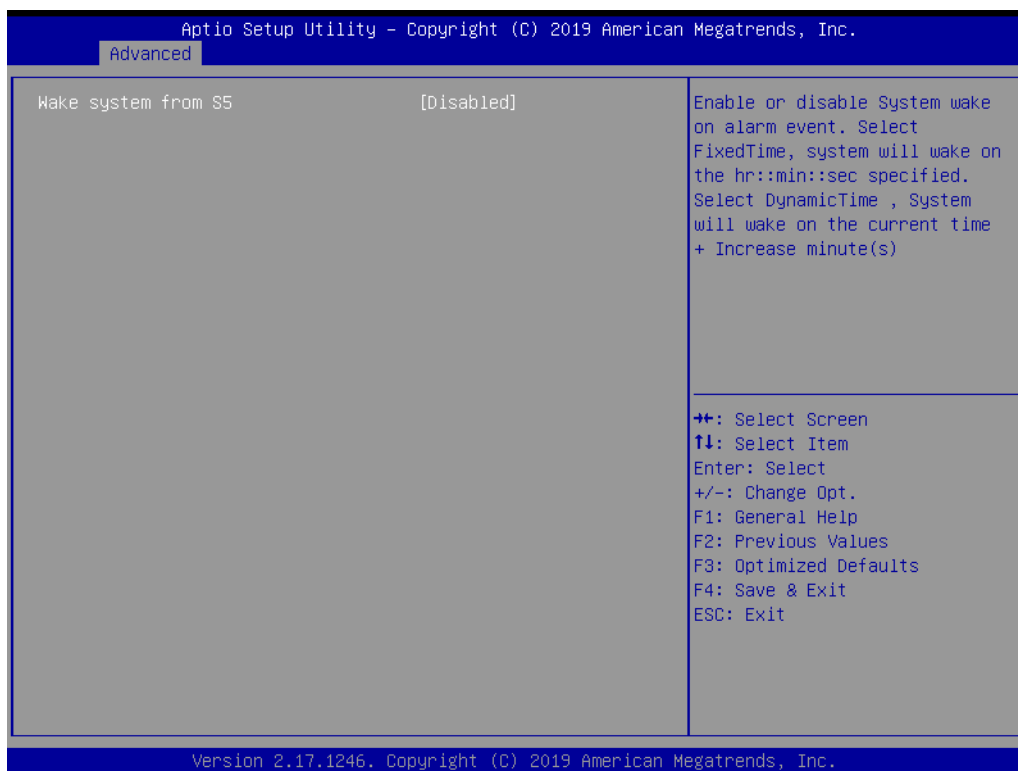 Aptio Setup Utility – Copyright (C) 2019 American Megatrends, Inc.
Advanced
Wake system from S5 [Disabled]
Enable or disable System wake
on alarm event. Select
FixedTime, system will wake on
the hr::min::sec specified.
Select DynamicTime , System
will wake on the current time
+ Increase minute(s)
→←: Select Screen
↑↓: Select Item
Enter: Select
+/-: Change Opt.
F1: General Help
F2: Previous Values
F3: Optimized Defaults
F4: Save & Exit
ESC: Exit
Version 2.17.1246. Copyright (C) 2019 American Megatrends, Inc.